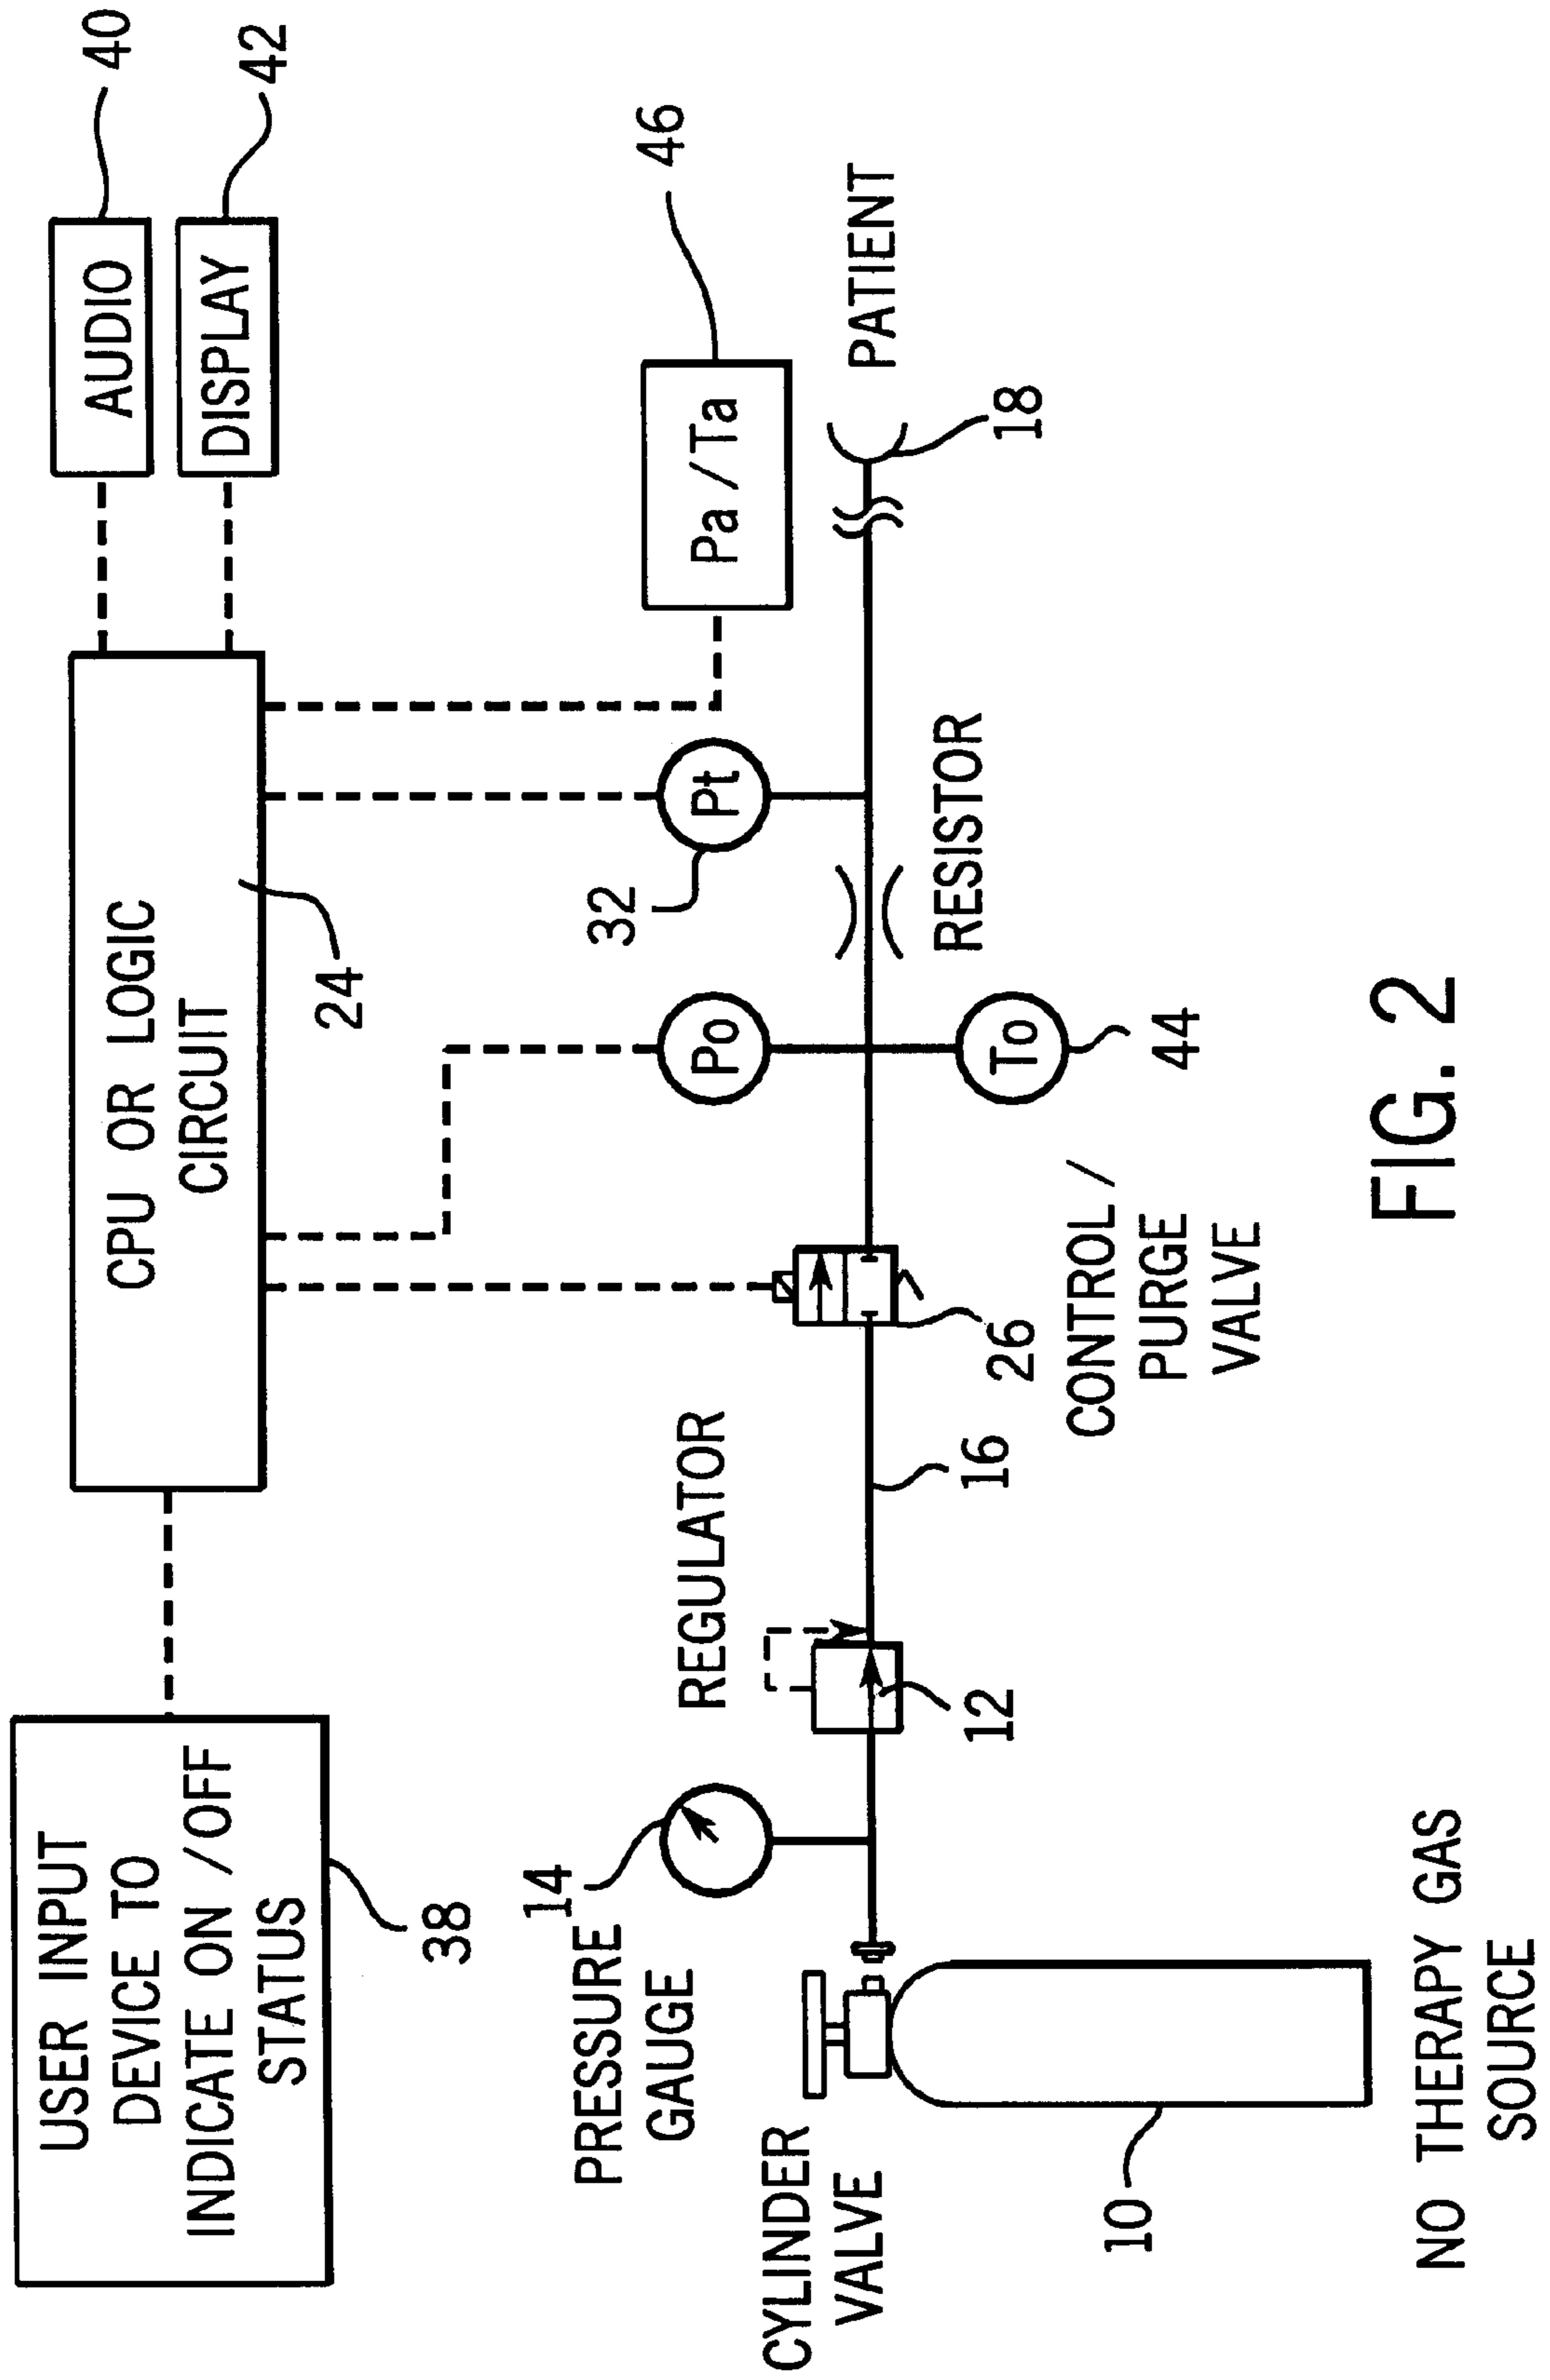 USER INPUT
DEVICE TO
INDICATE ON/OFF
STATUS
38
CPU OR LOGIC
CIRCUIT
24
AUDIO
40
DISPLAY
42
PRESSURE
GAUGE
14
REGULATOR
12
16
26
CONTROL/
PURGE
VALVE
Po
To
44
32
Pt
RESISTOR
Pa/Ta
46
PATIENT
18
CYLINDER
VALVE
10
NO THERAPY GAS
SOURCE
FIG. 2